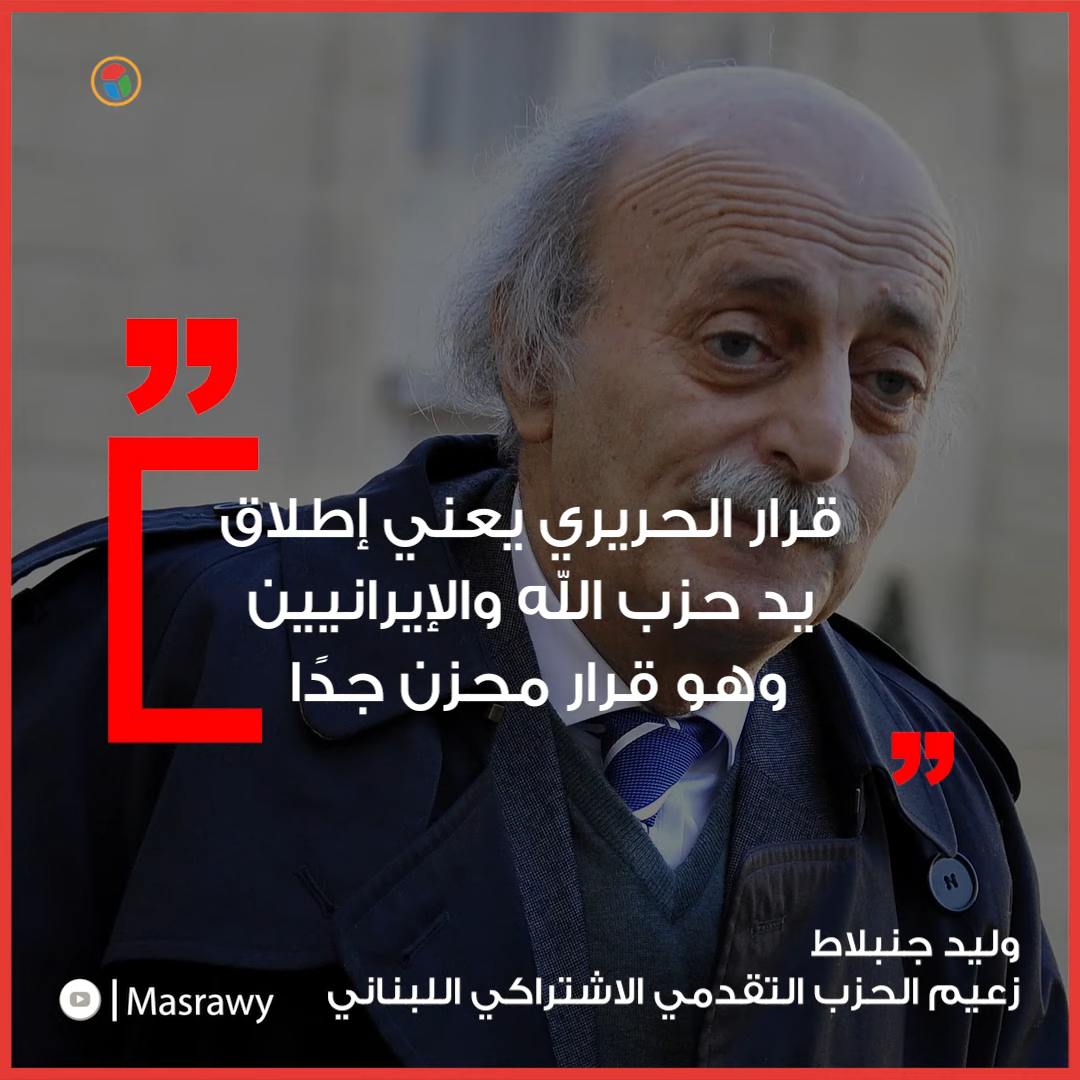 قرار الحريري يعني إطلاق
يد حزب الله والإيرانيين
وهو قرار محزن جدًا
وليد جنبلاط
زعيم الحزب التقدمي الاشتراكي اللبناني
Masrawy